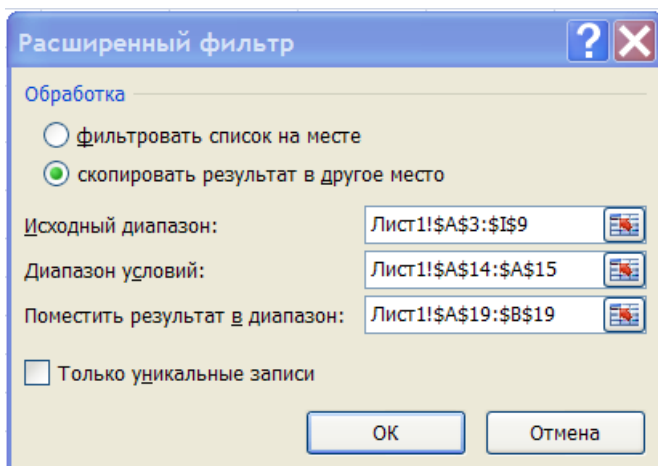 Расширенный фильтр
Обработка
фильтровать список на месте
скопировать результат в другое место
Исходный диапазон: Лист1!$A$3:$I$9
Диапазон условий: Лист1!$A$14:$A$15
Поместить результат в диапазон: Лист1!$A$19:$B$19
Только уникальные записи
ОК Отмена